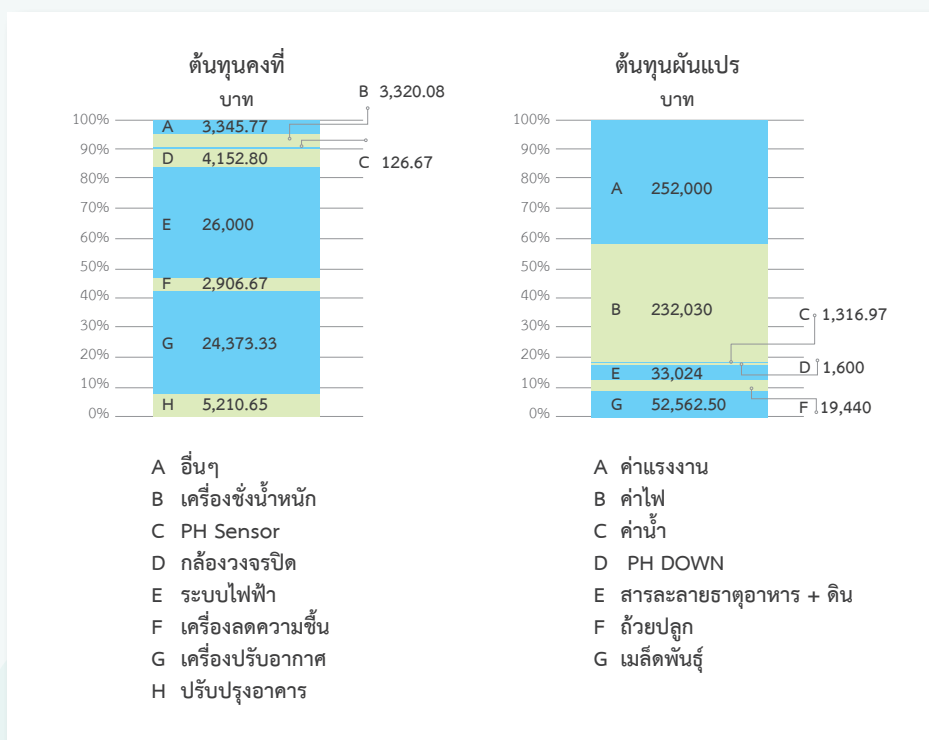 ต้นทุนคงที่
บาท
B 3,320.08
100%
90%
80%
70%
60%
50%
40%
30%
20%
10%
0%
A 3,345.77
C 126.67
D 4,152.80
E 26,000
F 2,906.67
G 24,373.33
H 5,210.65
A อื่นๆ
B เครื่องชั่งน้ำหนัก
C PH Sensor
D กล้องวงจรปิด
E ระบบไฟฟ้า
F เครื่องลดความชื้น
G เครื่องปรับอากาศ
H ปรับปรุงอาคาร
ต้นทุนผันแปร
บาท
100%
90%
80%
70%
60%
50%
40%
30%
20%
10%
0%
A 252,000
B 232,030
C 1,316.97
D 1,600
E 33,024
F 19,440
G 52,562.50
A ค่าแรงงาน
B ค่าไฟ
C ค่าน้ำ
D PH DOWN
E สารละลายธาตุอาหาร + ดิน
F ถ้วยปลูก
G เมล็ดพันธุ์